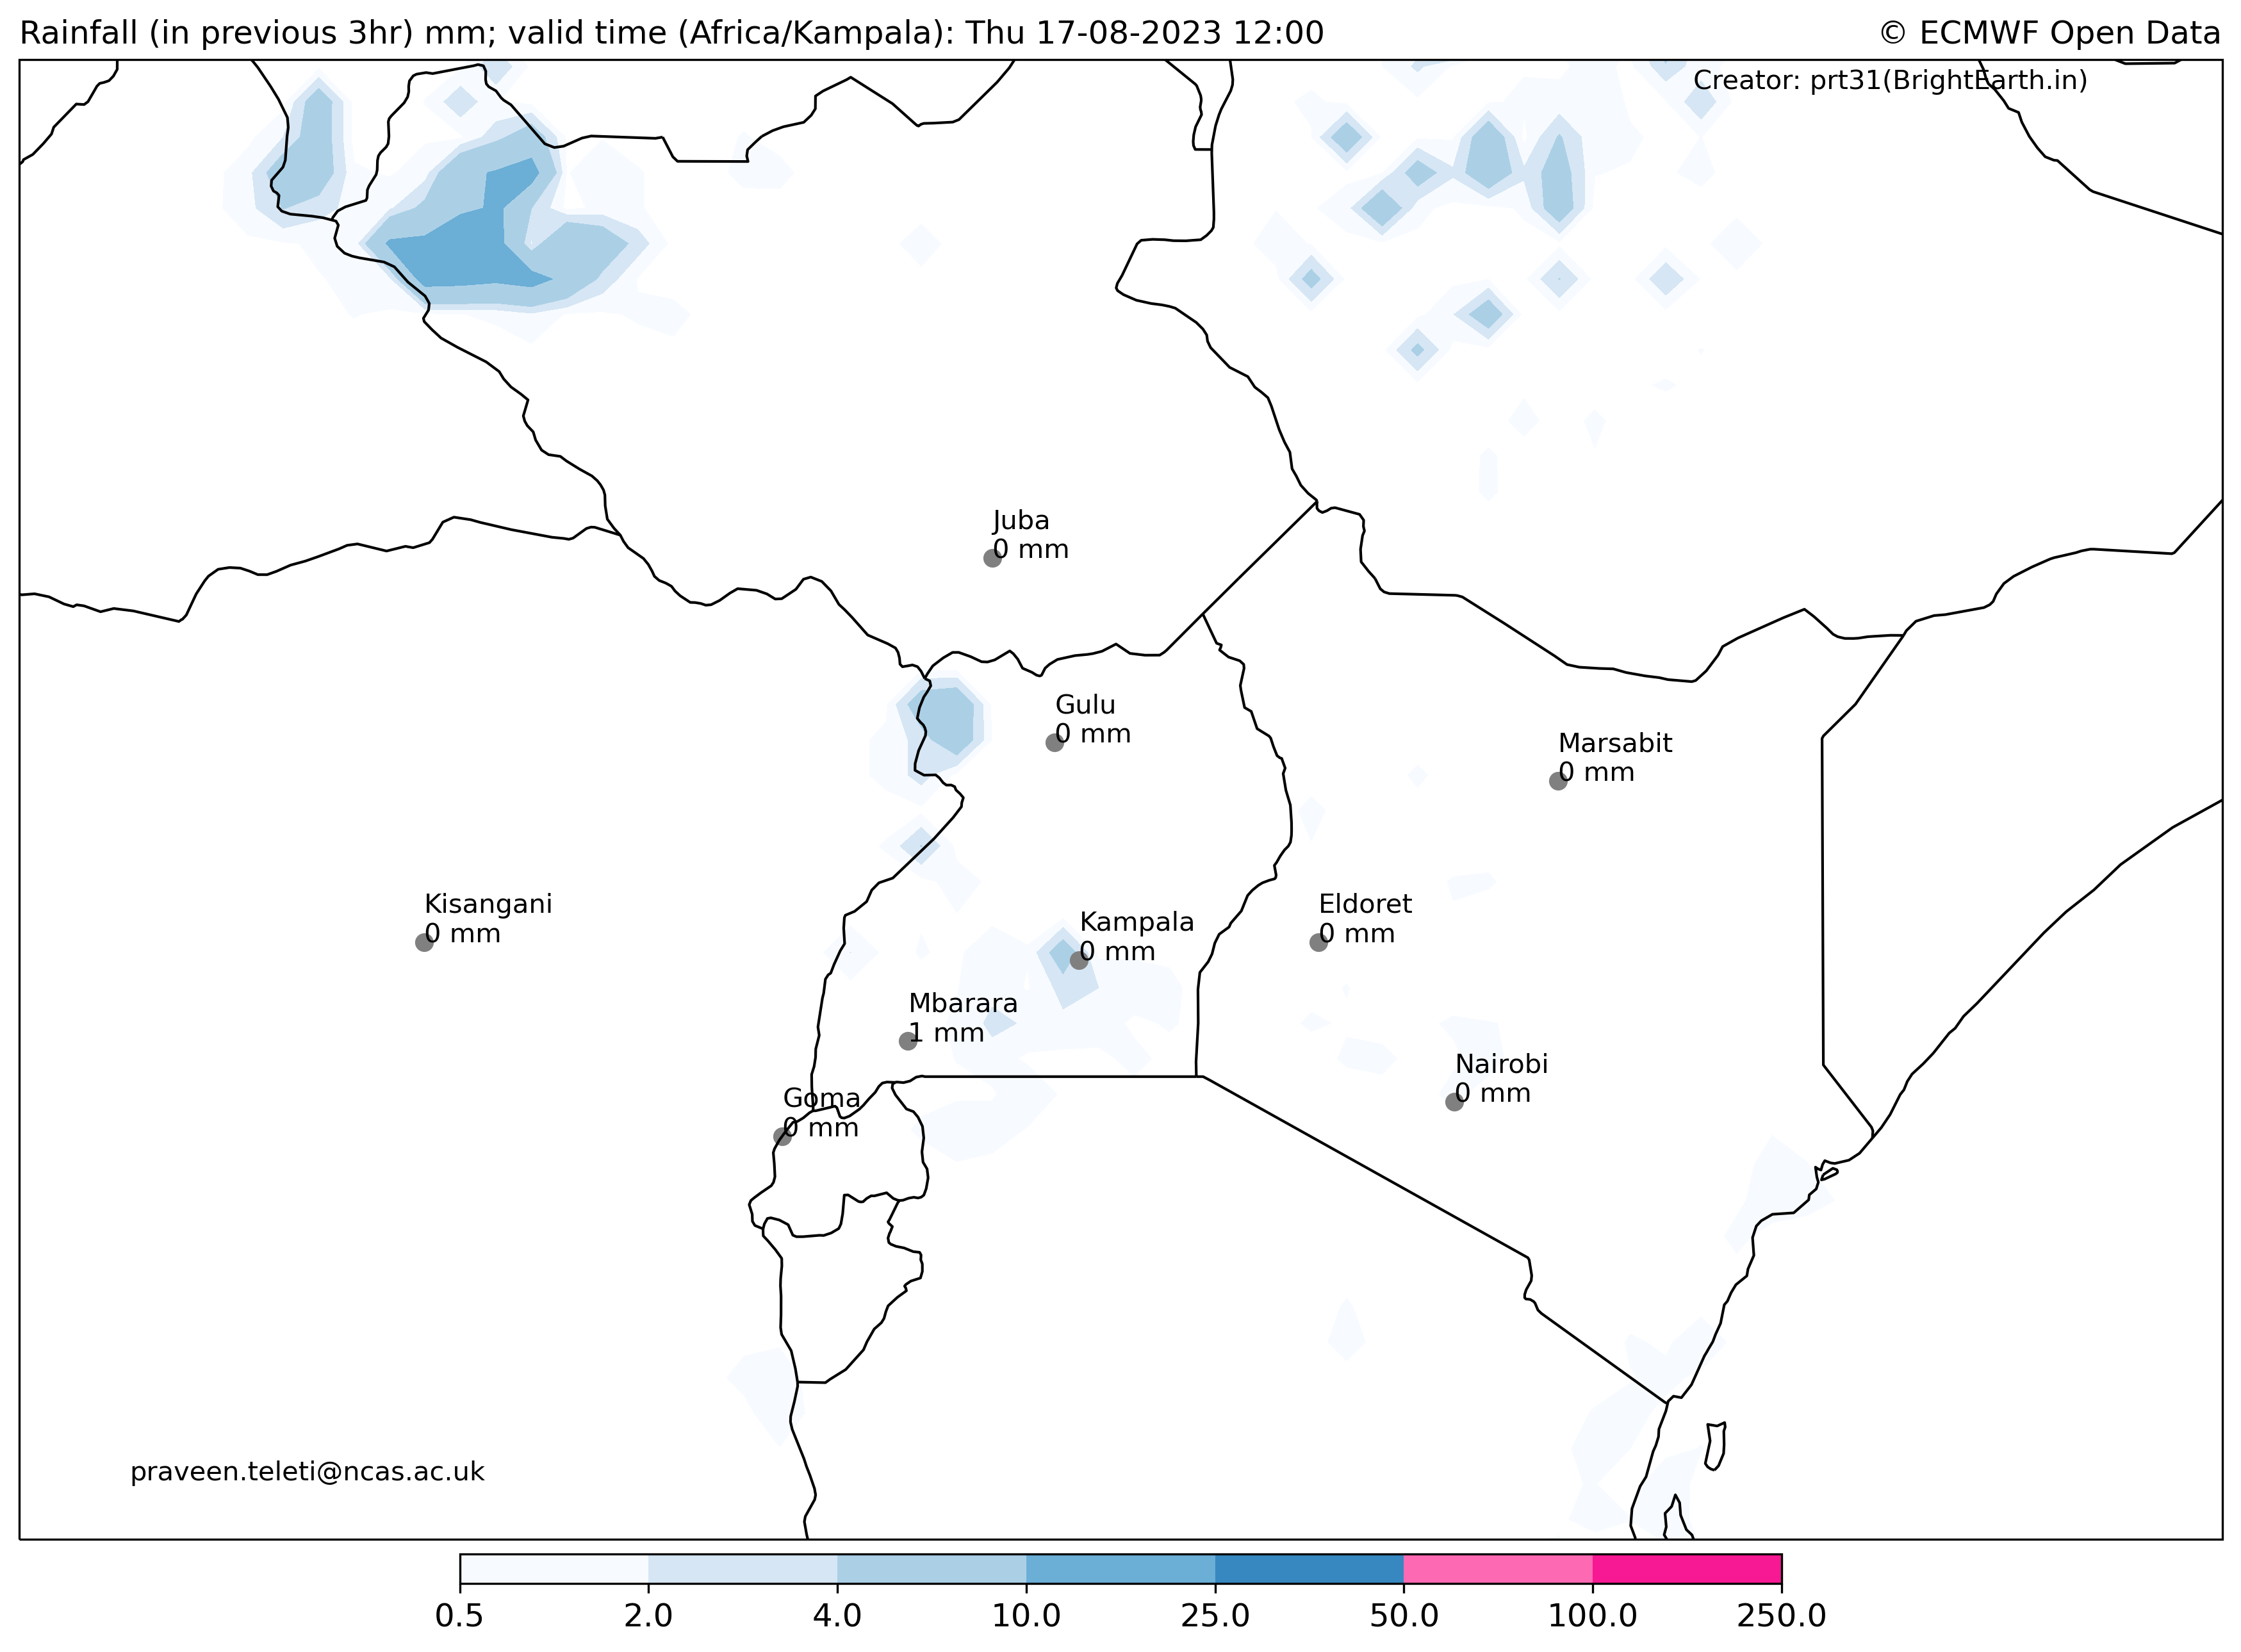 Rainfall (in previous 3hr) mm; valid time (Africa/Kampala): Thu 17-08-2023 12:00
© ECMWF Open Data
Creator: prt31(BrightEarth.in)
Juba
0 mm
Gulu
0 mm
Marsabit
0 mm
Kisangani
0 mm
Kampala
0 mm
Eldoret
0 mm
Mbarara
1 mm
Nairobi
0 mm
Goma
0 mm
praveen.teleti@ncas.ac.uk
0.5 2.0 4.0 10.0 25.0 50.0 100.0 250.0